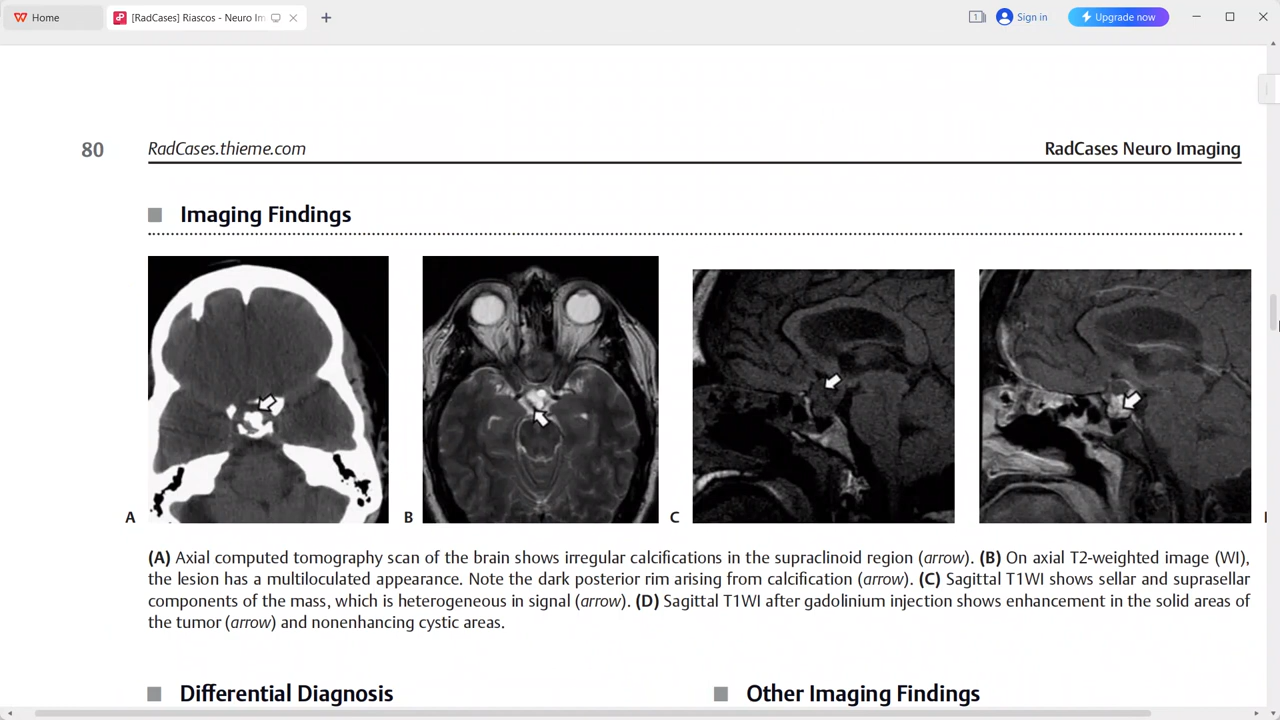 Home
[RadCases] Riascos - Neuro Im
1
Sign in
Upgrade now
80
RadCases.thieme.com
RadCases Neuro Imaging
Imaging Findings
A
B
C
(A) Axial computed tomography scan of the brain shows irregular calcifications in the supraclinoid region (arrow). (B) On axial T2-weighted image (WI),
the lesion has a multiloculated appearance. Note the dark posterior rim arising from calcification (arrow). (C) Sagittal T1WI shows sellar and suprasellar
components of the mass, which is heterogeneous in signal (arrow). (D) Sagittal T1WI after gadolinium injection shows enhancement in the solid areas of
the tumor (arrow) and nonenhancing cystic areas.
Differential Diagnosis
Other Imaging Findings